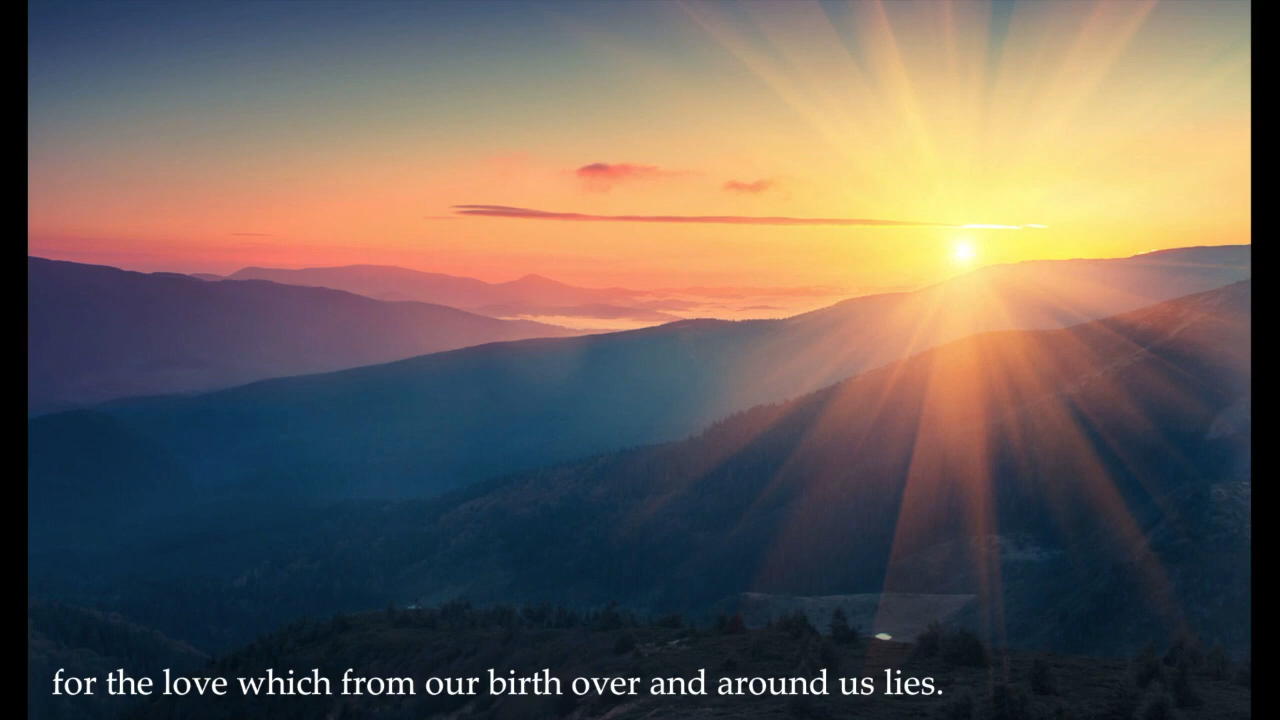 for the love which from our birth over and around us lies.